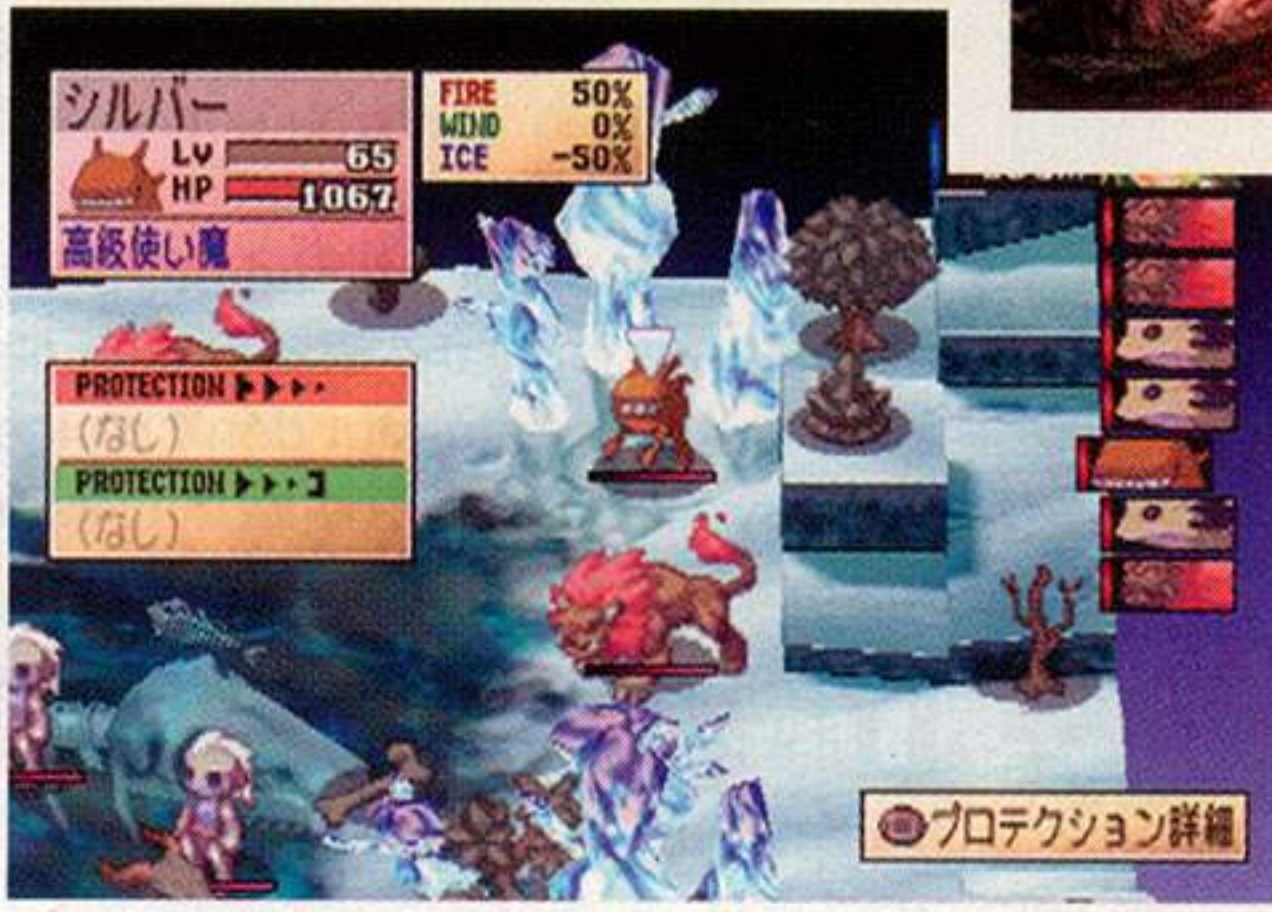 シルバー
Lv 65
HP 1067
高級使い魔
FIRE 50%
WIND 0%
ICE -50%
PROTECTION
(なし)
PROTECTION
(なし)
プロテクション詳細